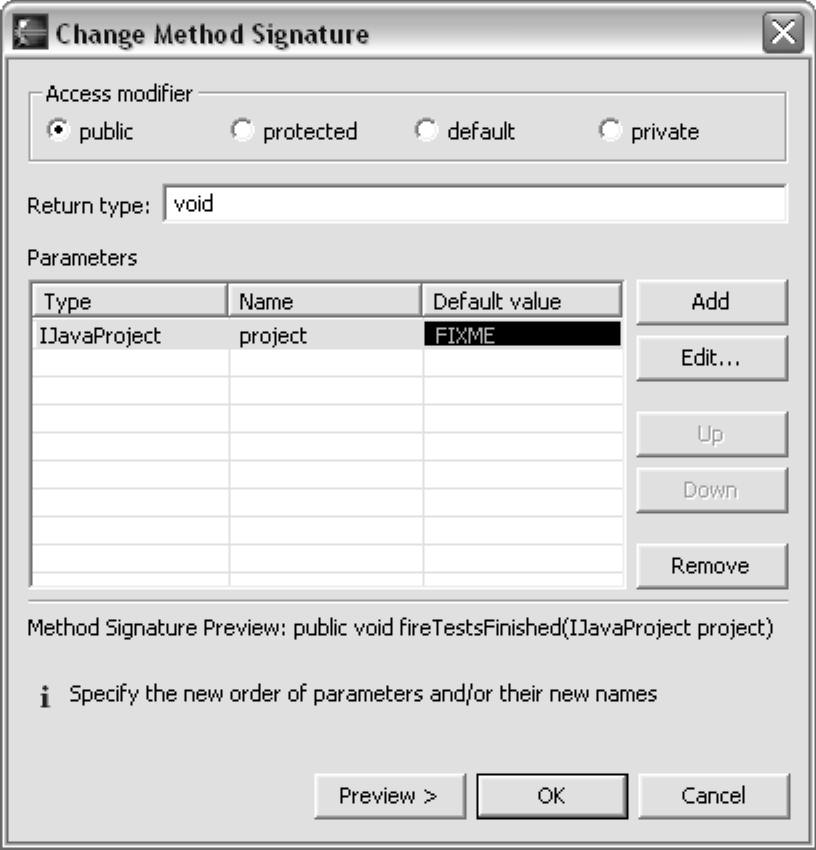 Change Method Signature
Access modifier
public protected default private
Return type: void
Parameters
Type Name Default value Add
IJavaProject project FIXME
Edit...
Up
Down
Remove
Method Signature Preview: public void fireTestsFinished(IJavaProject project)
i Specify the new order of parameters and/or their new names
Preview > OK Cancel